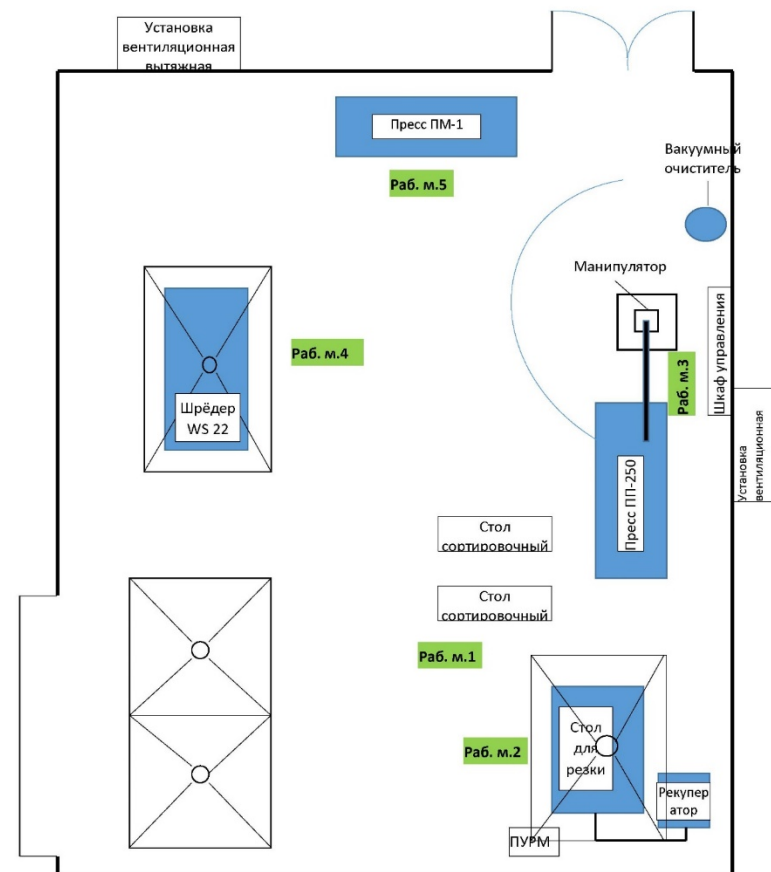 Установка
вентиляционная
вытяжная
Пресс ПМ-1
Вакуумный
очиститель
Раб. м.5
Манипулятор
Раб. м.4
Раб. м.3
Шкаф управления
Шрёдер
WS 22
Установка
вентиляционная
Пресс ПП-250
Стол
сортировочный
Стол
сортировочный
Раб. м.1
Раб. м.2
Стол
для
резки
Рекупер
атор
ПУРМ